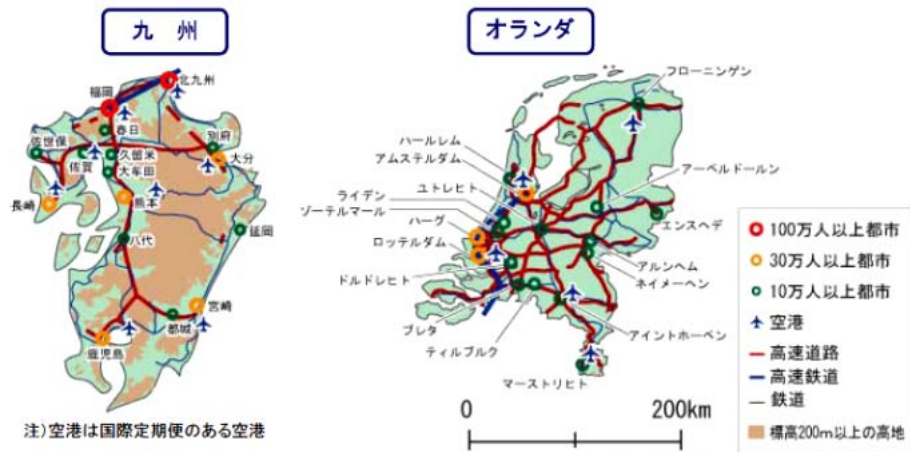 九 州
オランダ
北九州
福岡
春日
佐世保
別府
佐賀
久留米
大分
大牟田
長崎
熊本
延岡
八代
宮崎
都城
鹿児島
注)空港は国際定期便のある空港
フローニンゲン
ハールレム
アムステルダム
ユトレヒト
アーペルドールン
ライデン
ゾーテルマール
ハーグ
エンスヘデ
ロッテルダム
アルンヘム
ネイメーヘン
ドルドレヒト
ブレダ
アイントホーベン
ティルブルク
マーストリヒト
0
200km
100万人以上都市
30万人以上都市
10万人以上都市
空港
高速道路
高速鉄道
鉄道
標高200m以上の高地